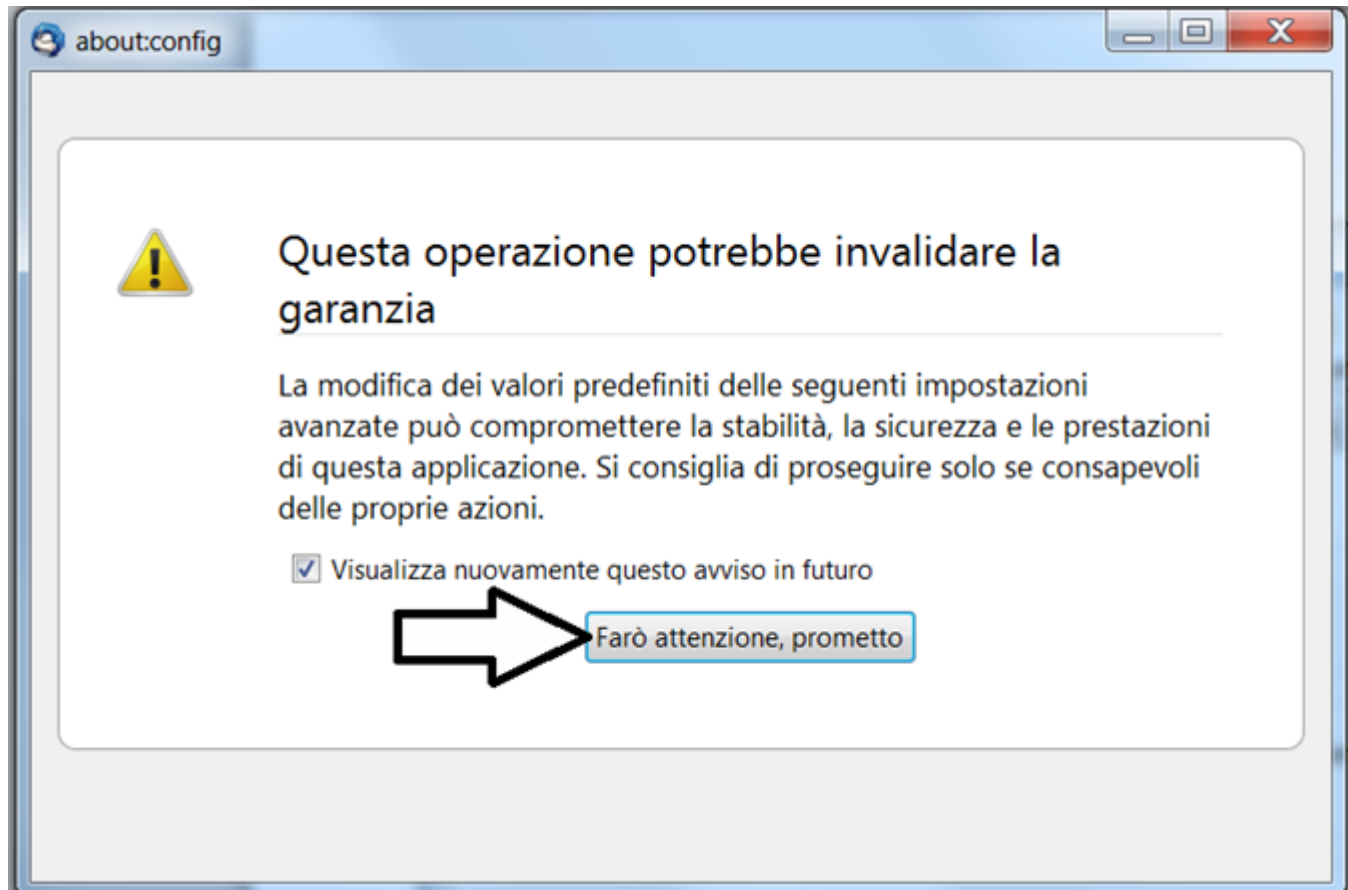 about:config
Questa operazione potrebbe invalidare la
garanzia
La modifica dei valori predefiniti delle seguenti impostazioni
avanzate può compromettere la stabilità, la sicurezza e le prestazioni
di questa applicazione. Si consiglia di proseguire solo se consapevoli
delle proprie azioni.
Visualizza nuovamente questo avviso in futuro
Farò attenzione, prometto